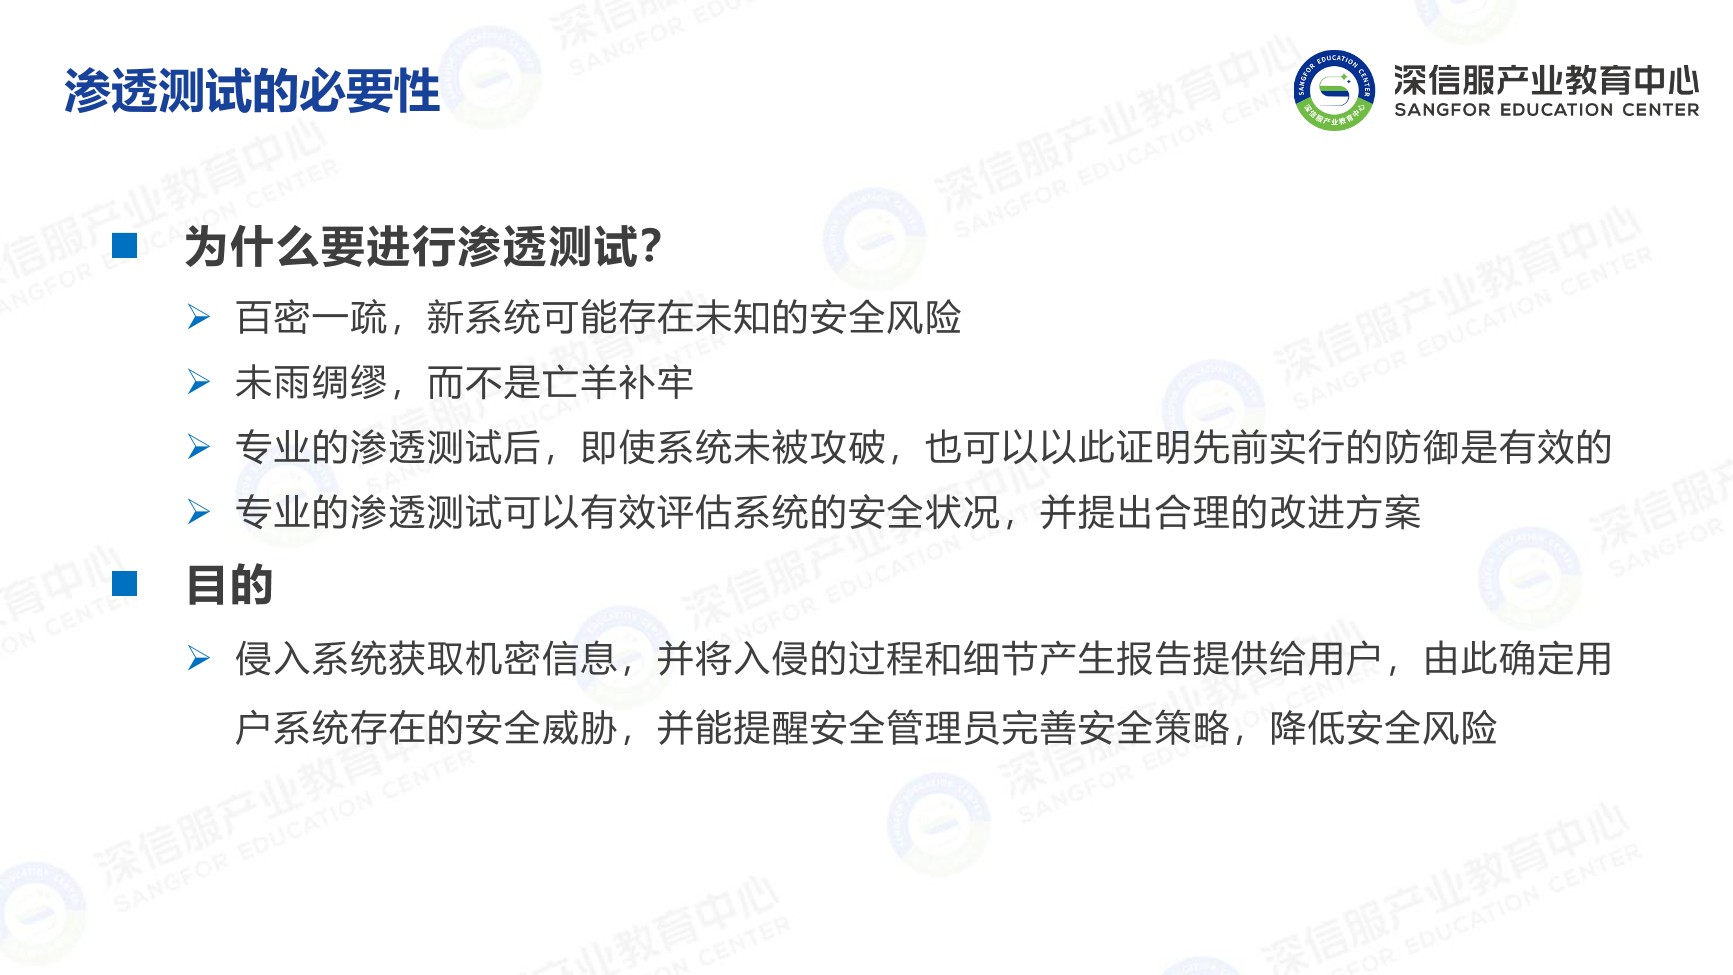 渗透测试的必要性
深信服产业教育中心
SANGFOR EDUCATION CENTER
为什么要进行渗透测试？
百密一疏，新系统可能存在未知的安全风险
未雨绸缪，而不是亡羊补牢
专业的渗透测试后，即使系统未被攻破，也可以以此证明先前实行的防御是有效的
专业的渗透测试可以有效评估系统的安全状况，并提出合理的改进方案
目的
侵入系统获取机密信息，并将入侵的过程和细节产生报告提供给用户，由此确定用
户系统存在的安全威胁，并能提醒安全管理员完善安全策略，降低安全风险